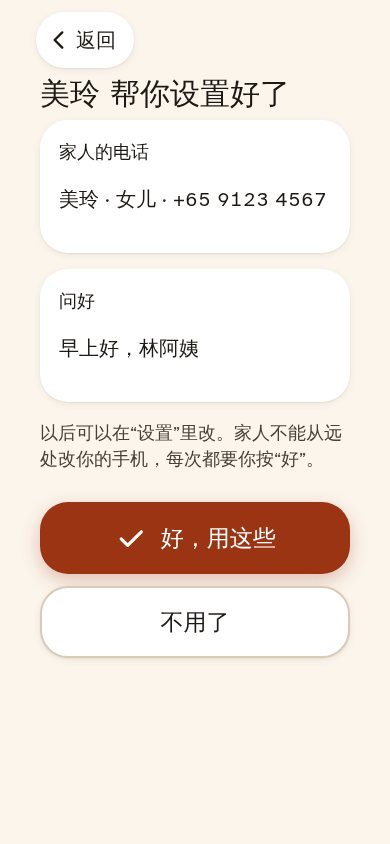 返回
美玲 帮你设置好了
家人的电话
美玲 · 女儿 · +65 9123 4567
问好
早上好，林阿姨
以后可以在“设置”里改。家人不能从远
处改你的手机，每次都要你按“好”。
好，用这些
不用了